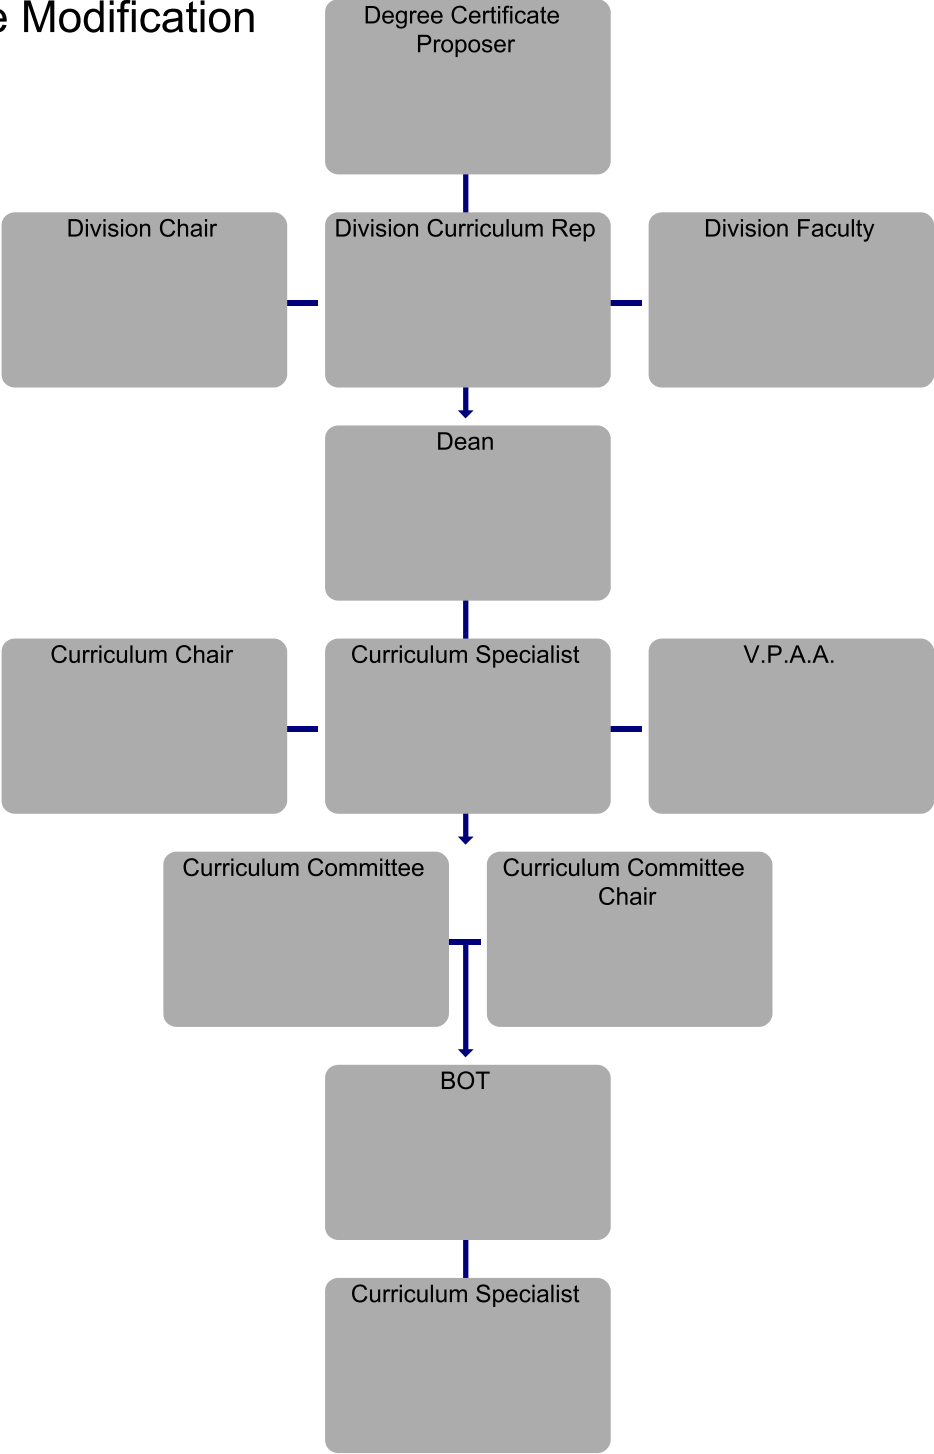 e Modification
Degree Certificate
Proposer
Division Chair
Division Curriculum Rep
Division Faculty
Dean
Curriculum Chair
Curriculum Specialist
V.P.A.A.
Curriculum Committee
Curriculum Committee
Chair
BOT
Curriculum Specialist